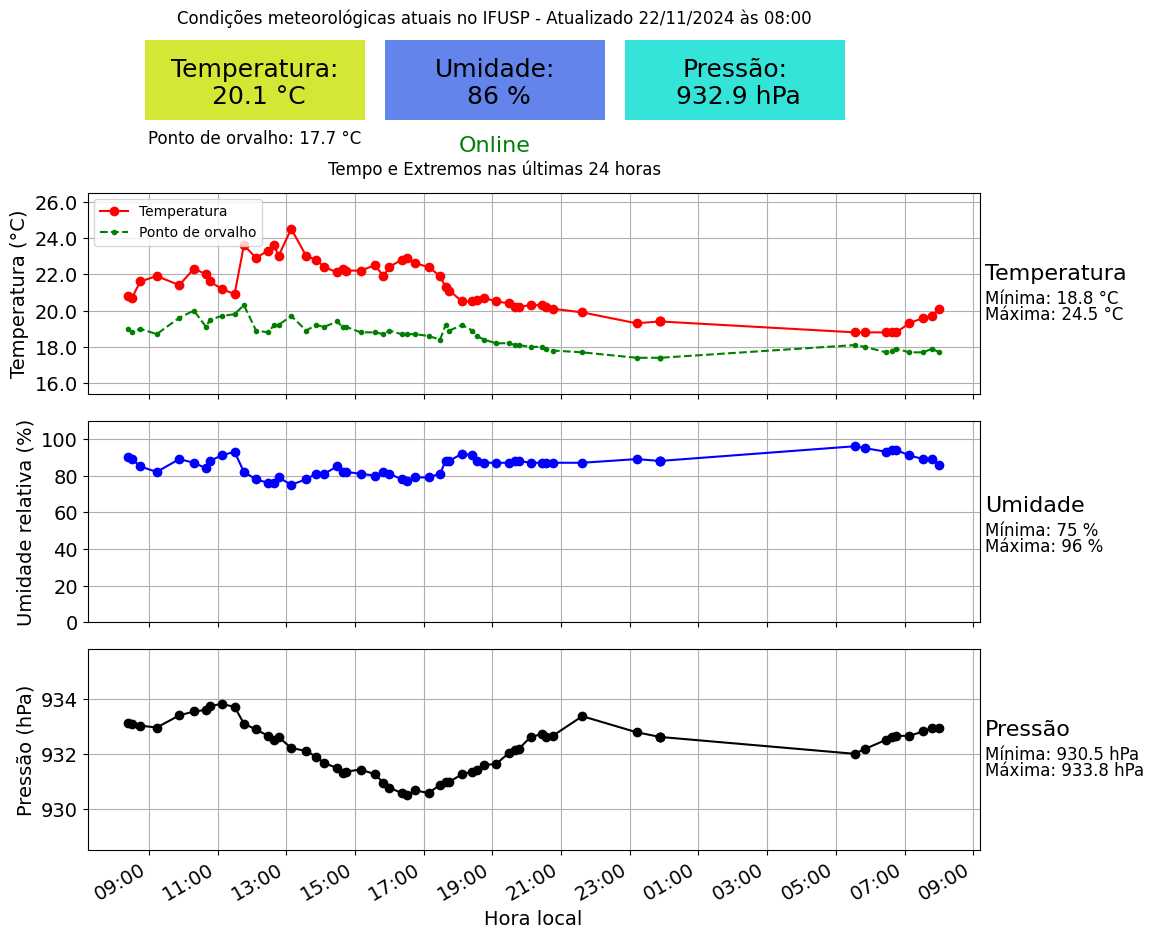 Condições meteorológicas atuais no IFUSP - Atualizado 22/11/2024 às 08:00
Temperatura:
20.1 °C
Umidade:
86 %
Pressão:
932.9 hPa
Ponto de orvalho: 17.7 °C
Online
Tempo e Extremos nas últimas 24 horas
Temperatura (°C)
26.0
24.0
22.0
20.0
18.0
16.0
Temperatura
Ponto de orvalho
Temperatura
Mínima: 18.8 °C
Máxima: 24.5 °C
Umidade relativa (%)
100
80
60
40
20
0
Umidade
Mínima: 75 %
Máxima: 96 %
Pressão (hPa)
934
932
930
Pressão
Mínima: 930.5 hPa
Máxima: 933.8 hPa
09:00 11:00 13:00 15:00 17:00 19:00 21:00 23:00 01:00 03:00 05:00 07:00 09:00
Hora local